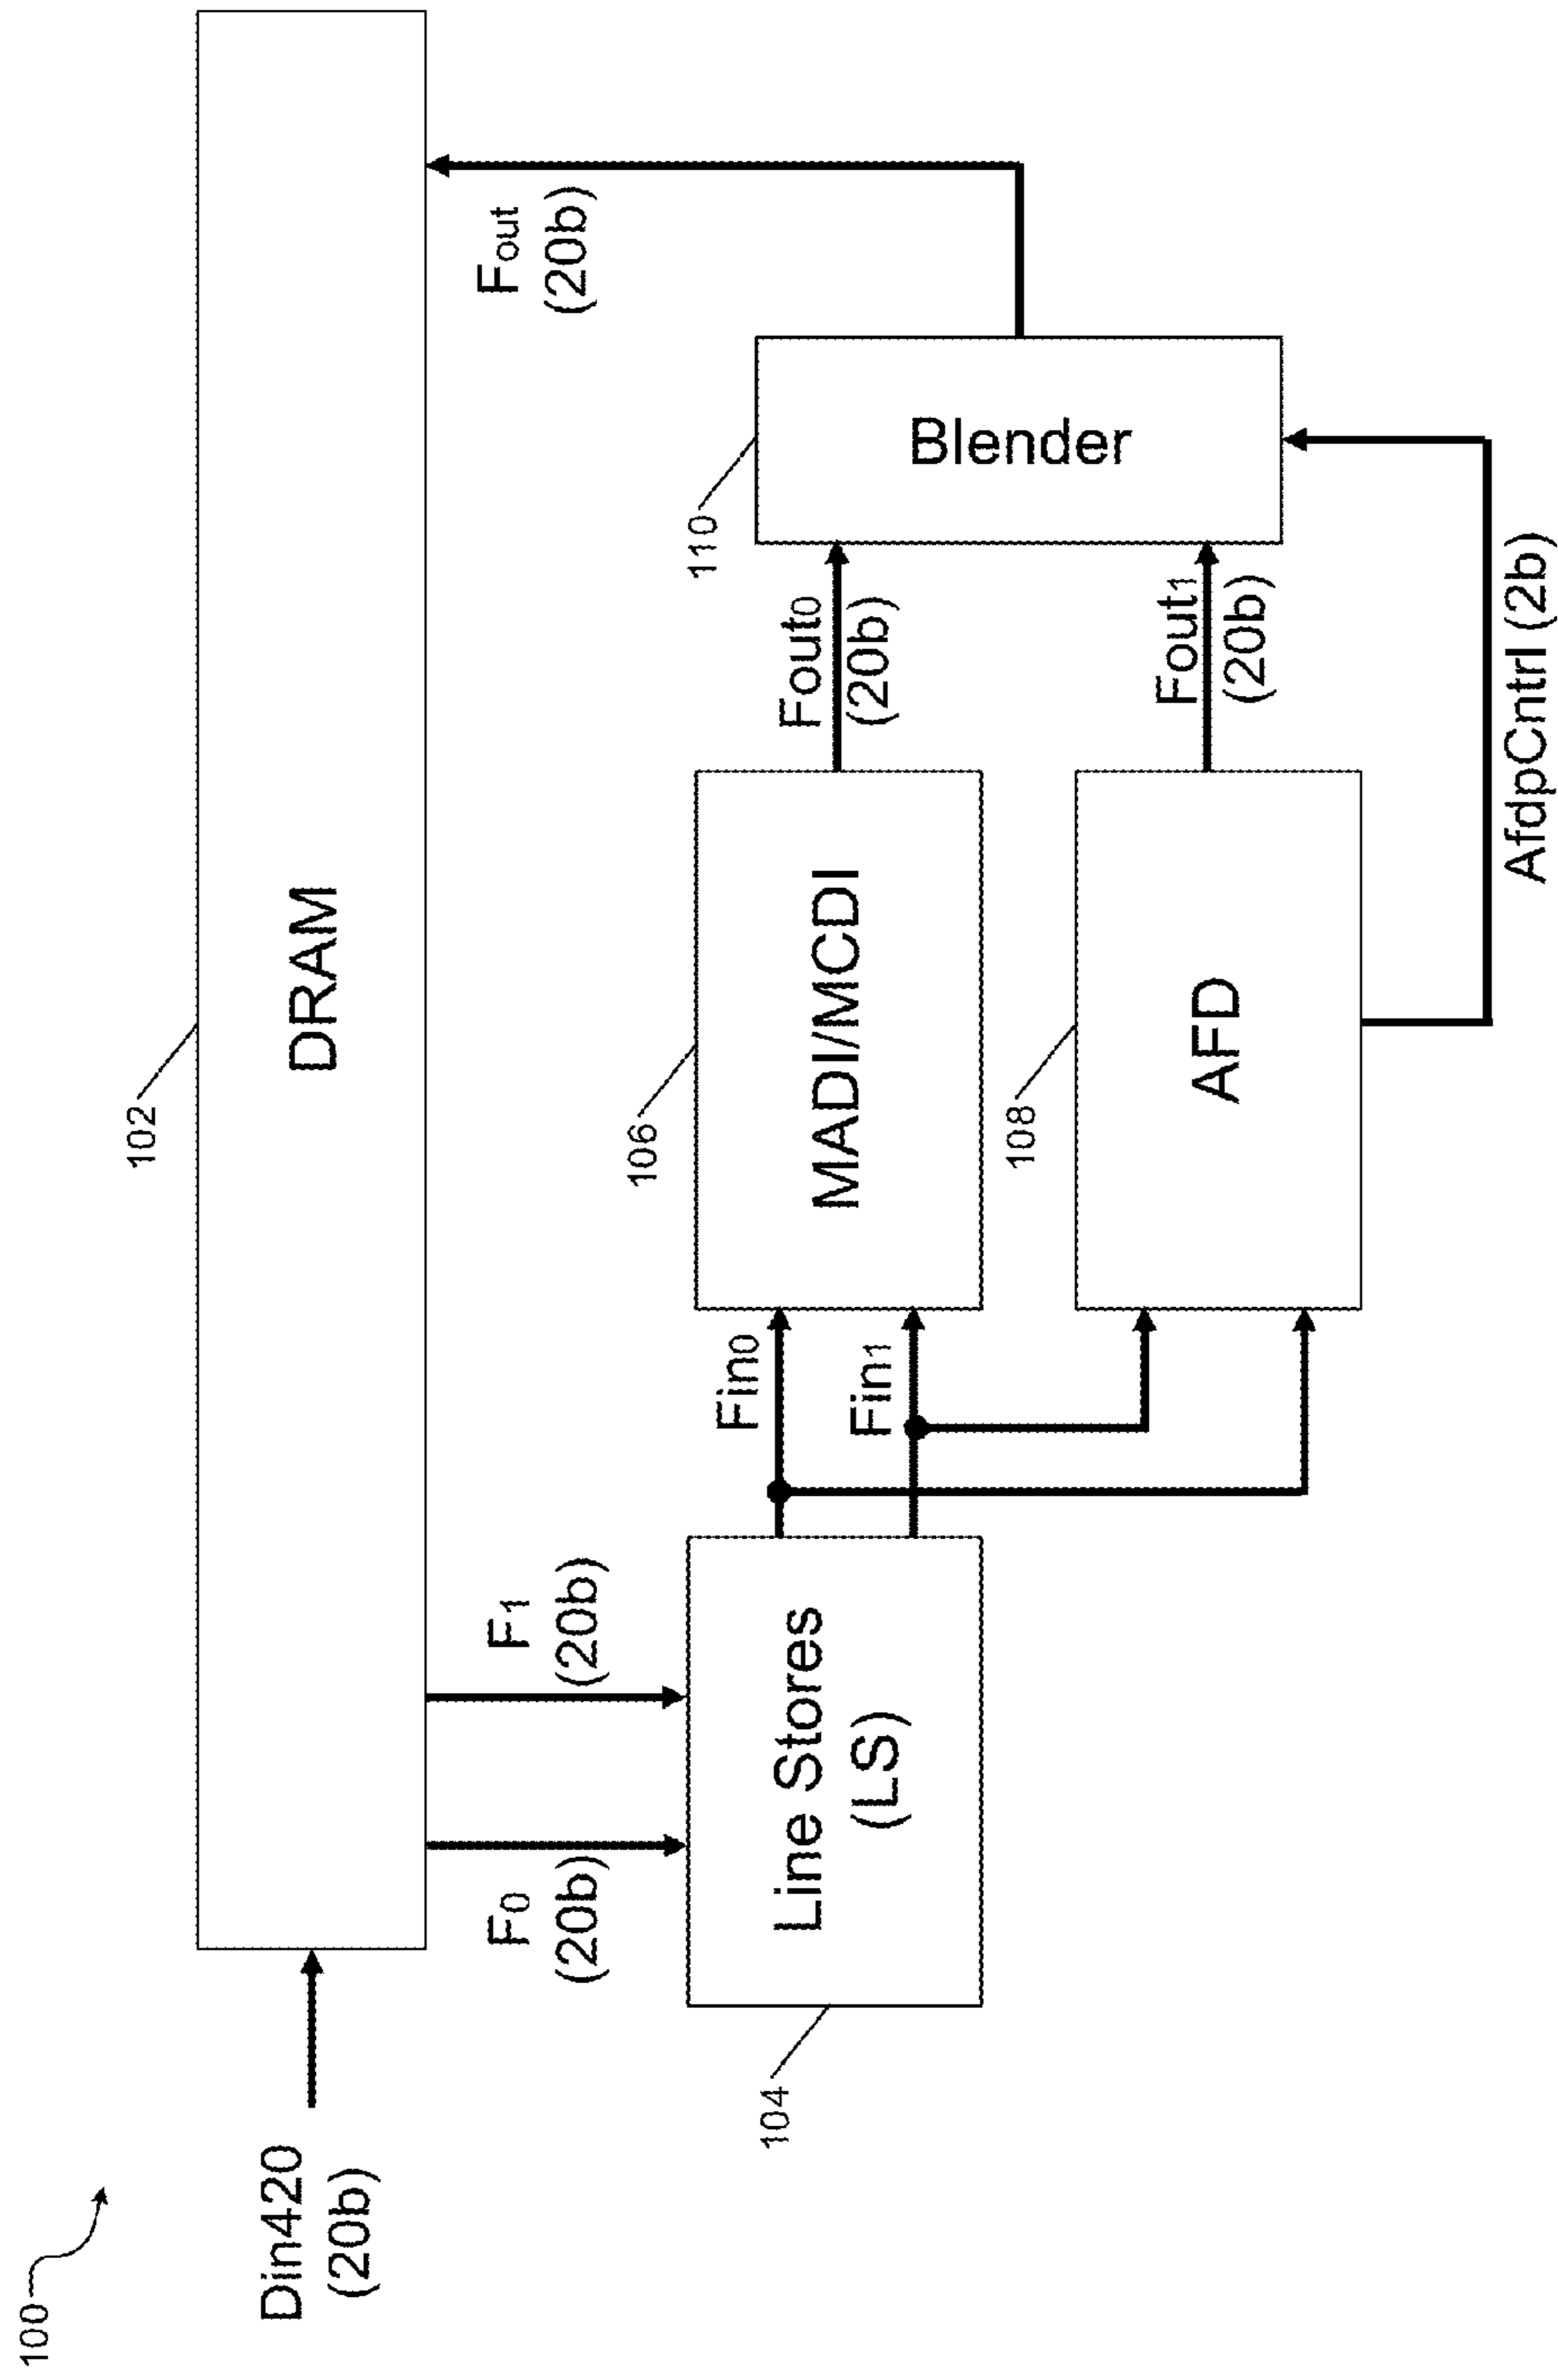 100
102
DRAM
Din420
(20b)
F0
(20b)
F1
(20b)
Fout
(20b)
104
Line Stores
(LS)
Fin0
Fin1
106
MADI/MCDI
Fout0
(20b)
110
Blender
108
AFD
Fout1
(20b)
AfdpCntrl (2b)